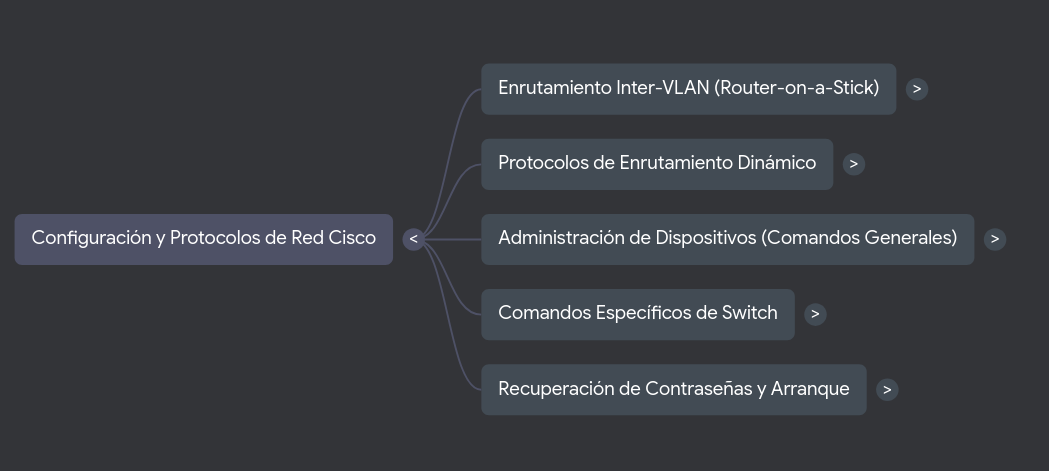 Enrutamiento Inter-VLAN (Router-on-a-Stick) >
Protocolos de Enrutamiento Dinámico >
Configuración y Protocolos de Red Cisco <
Administración de Dispositivos (Comandos Generales) >
Comandos Específicos de Switch >
Recuperación de Contraseñas y Arranque >